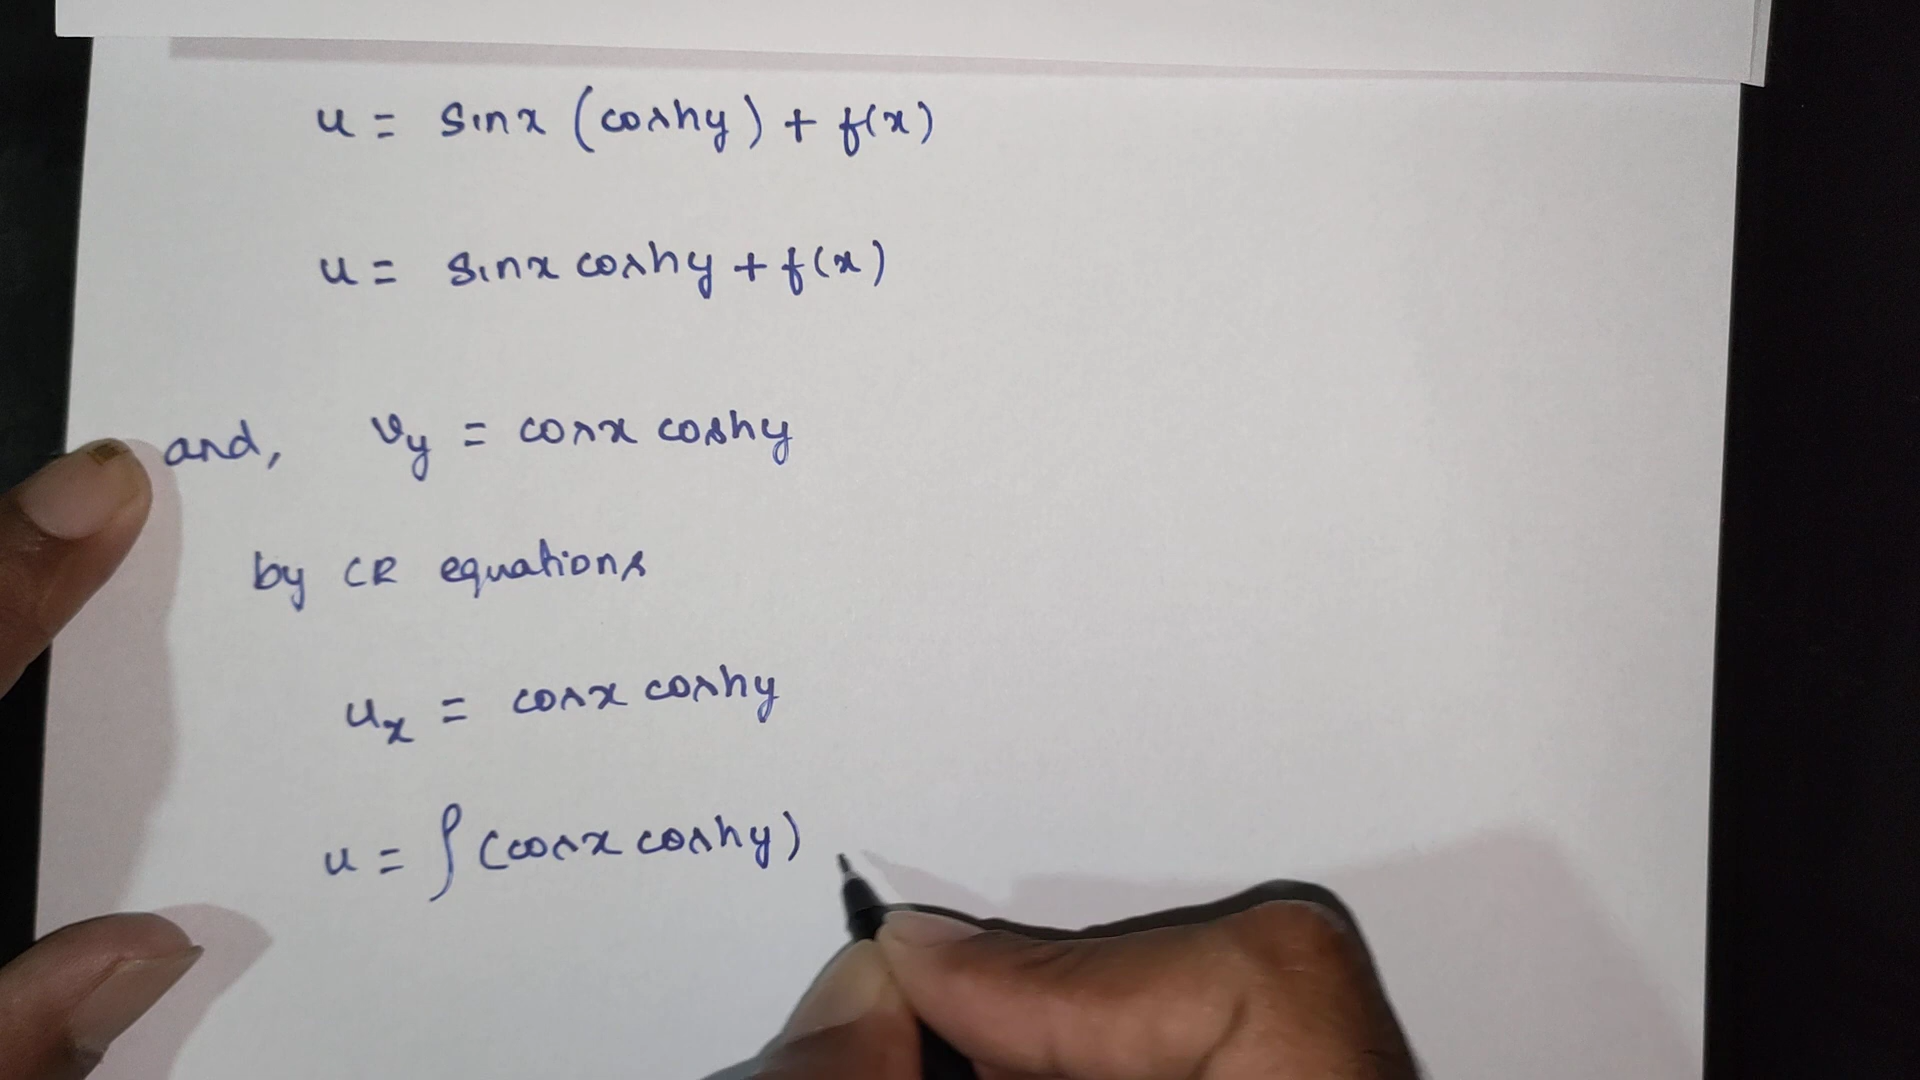 u = sinx (coshy) + f(x)
u = sinx coshy + f(x)
and, vy = cosx coshy
by CR equations
ux = cosx coshy
u = ∫ (cosx coshy)